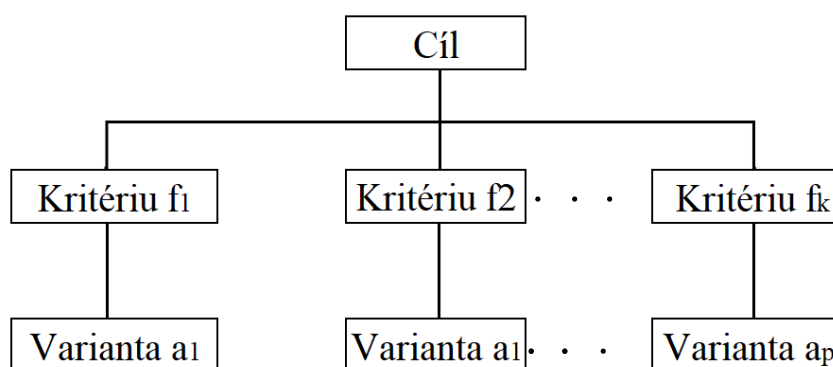 Cíl
Kritériu f1 Kritériu f2 . . . Kritériu fk
Varianta a1 Varianta a1 . . . Varianta ap